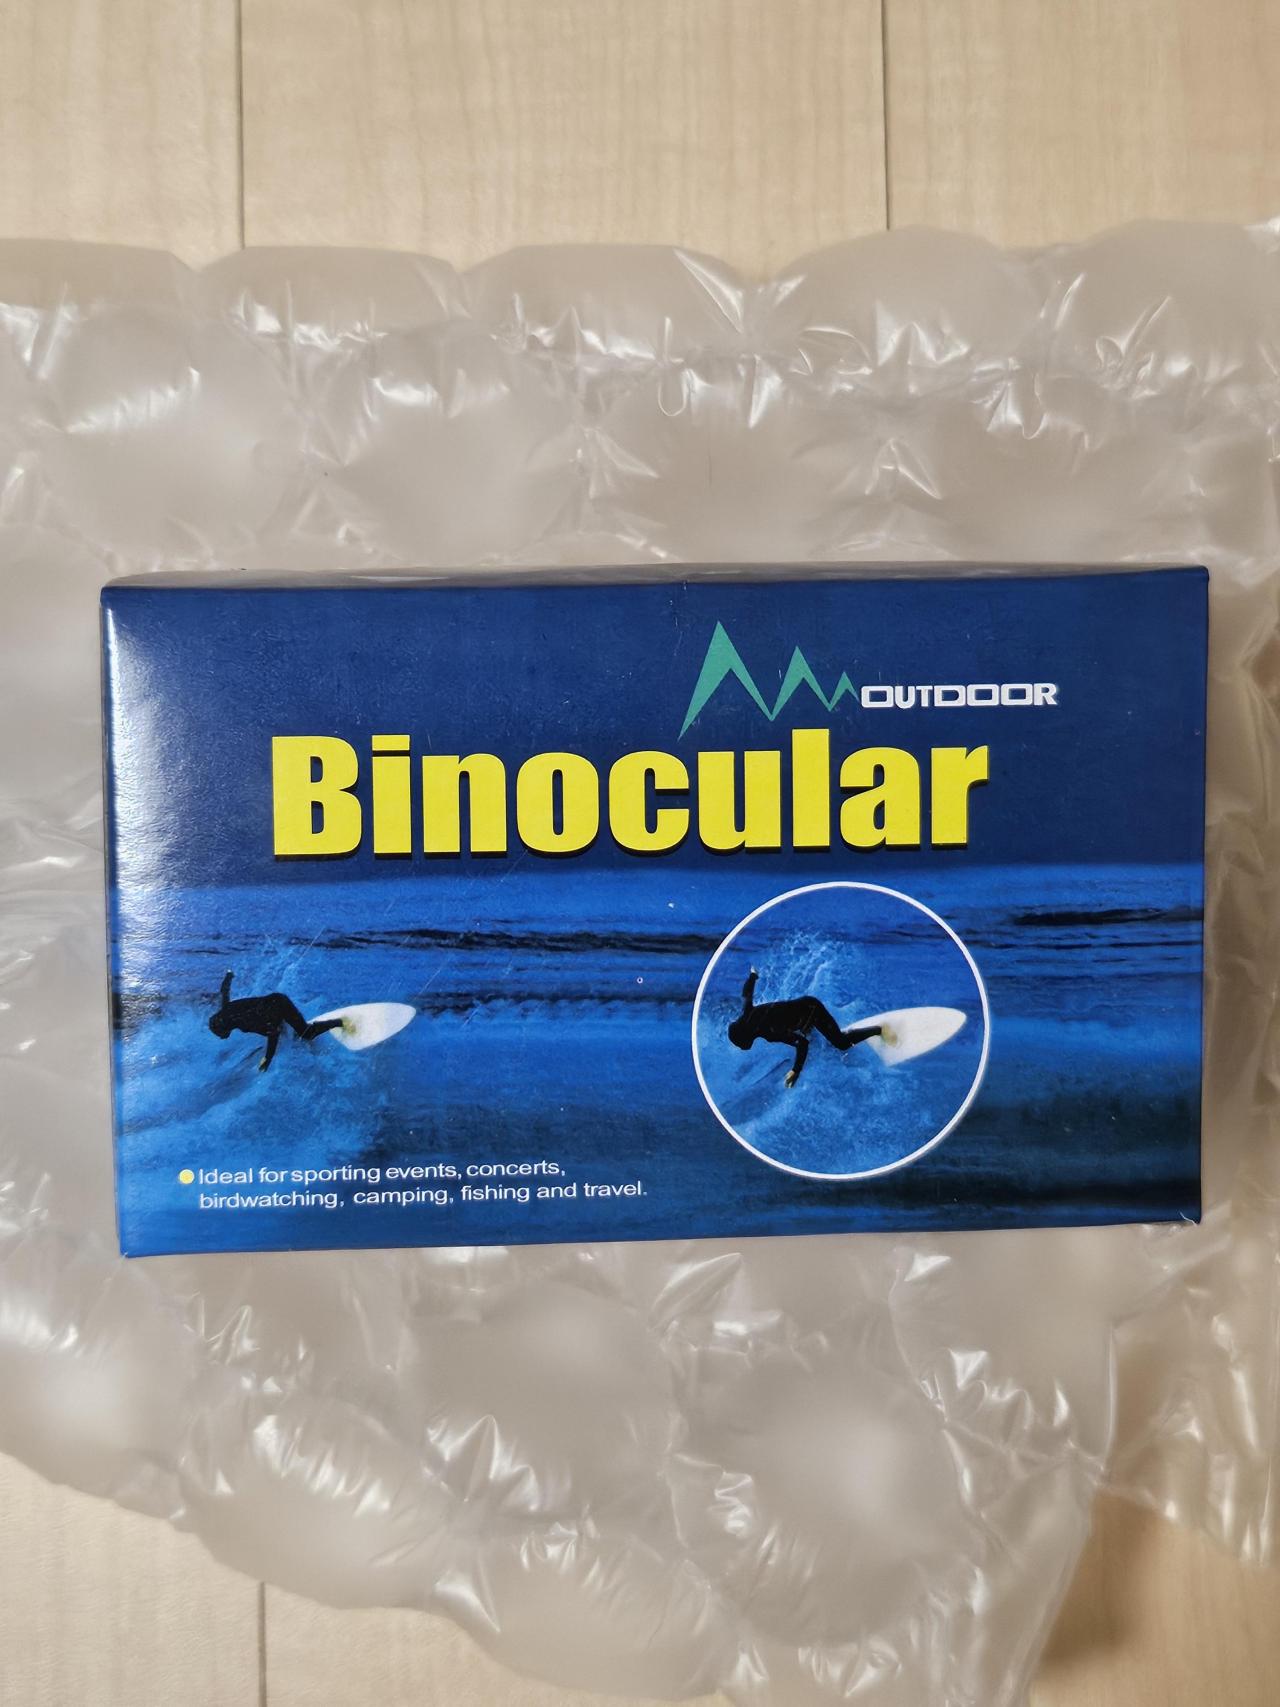 OUTDOOR
Binocular
Ideal for sporting events, concerts,
birdwatching, camping, fishing and travel.